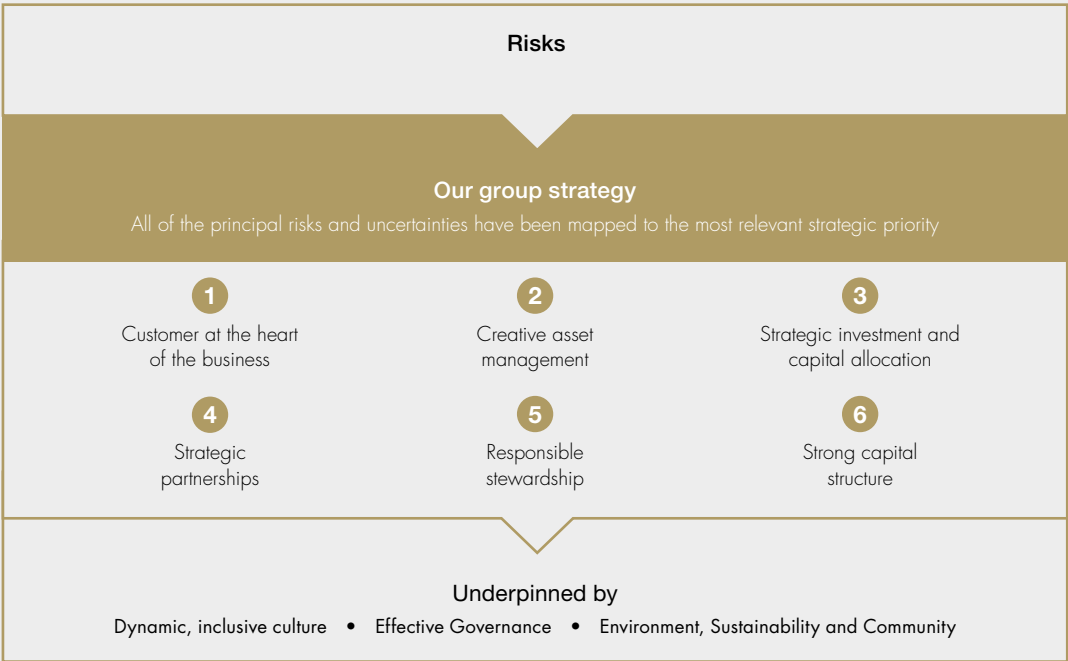 Risks
Our group strategy
All of the principal risks and uncertainties have been mapped to the most relevant strategic priority
1
Customer at the heart
of the business
2
Creative asset
management
3
Strategic investment and
capital allocation
4
Strategic
partnerships
5
Responsible
stewardship
6
Strong capital
structure
Underpinned by
Dynamic, inclusive culture • Effective Governance • Environment, Sustainability and Community